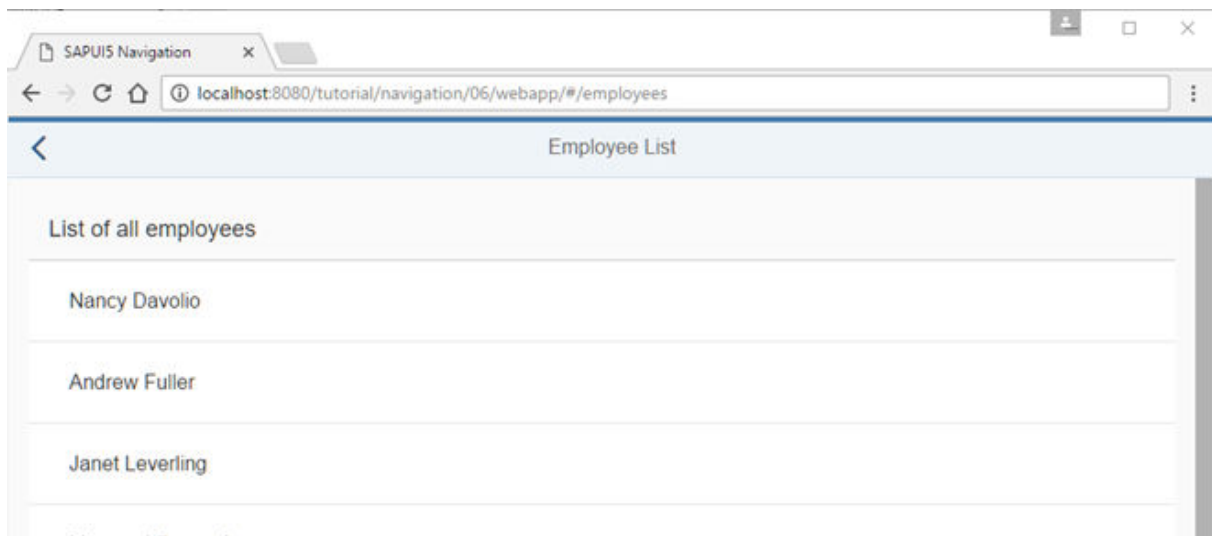 SAPUI5 Navigation
localhost:8080/tutorial/navigation/06/webapp/#/employees
Employee List
List of all employees
Nancy Davolio
Andrew Fuller
Janet Leverling